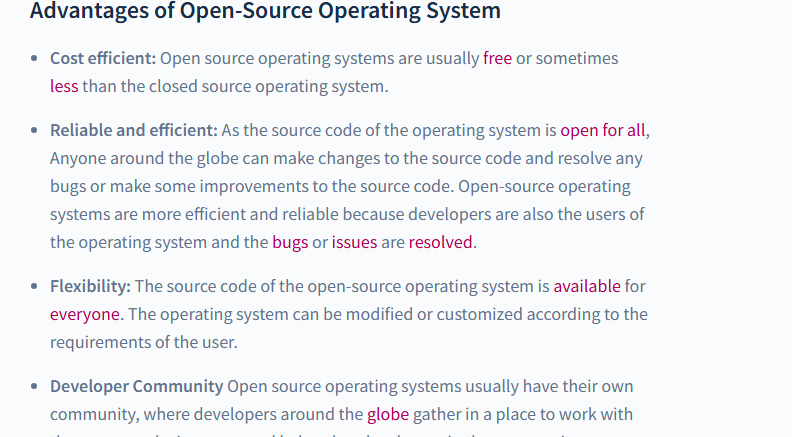 Advantages of Open-Source Operating System
• Cost efficient: Open source operating systems are usually free or sometimes
less than the closed source operating system.
• Reliable and efficient: As the source code of the operating system is open for all,
Anyone around the globe can make changes to the source code and resolve any
bugs or make some improvements to the source code. Open-source operating
systems are more efficient and reliable because developers are also the users of
the operating system and the bugs or issues are resolved.
• Flexibility: The source code of the open-source operating system is available for
everyone. The operating system can be modified or customized according to the
requirements of the user.
• Developer Community Open source operating systems usually have their own
community, where developers around the globe gather in a place to work with